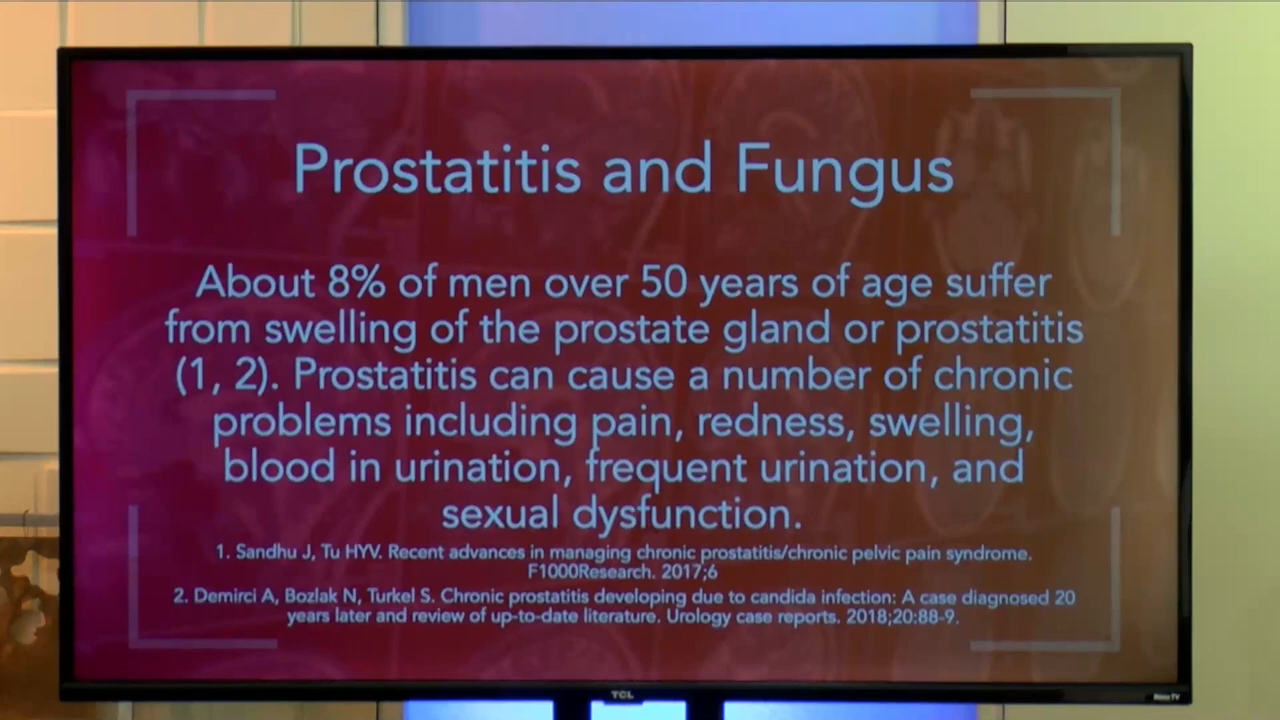 Prostatitis and Fungus
About 8% of men over 50 years of age suffer
from swelling of the prostate gland or prostatitis
(1, 2). Prostatitis can cause a number of chronic
problems including pain, redness, swelling,
blood in urination, frequent urination, and
sexual dysfunction.
1. Sandhu J, Tu HYV. Recent advances in managing chronic prostatitis/chronic pelvic pain syndrome.
F1000Research. 2017;6
2. Demirci A, Bozlak N, Turkel S. Chronic prostatitis developing due to candida infection: A case diagnosed 20
years later and review of up-to-date literature. Urology case reports. 2018;20:88-9.
TCL
Roku TV